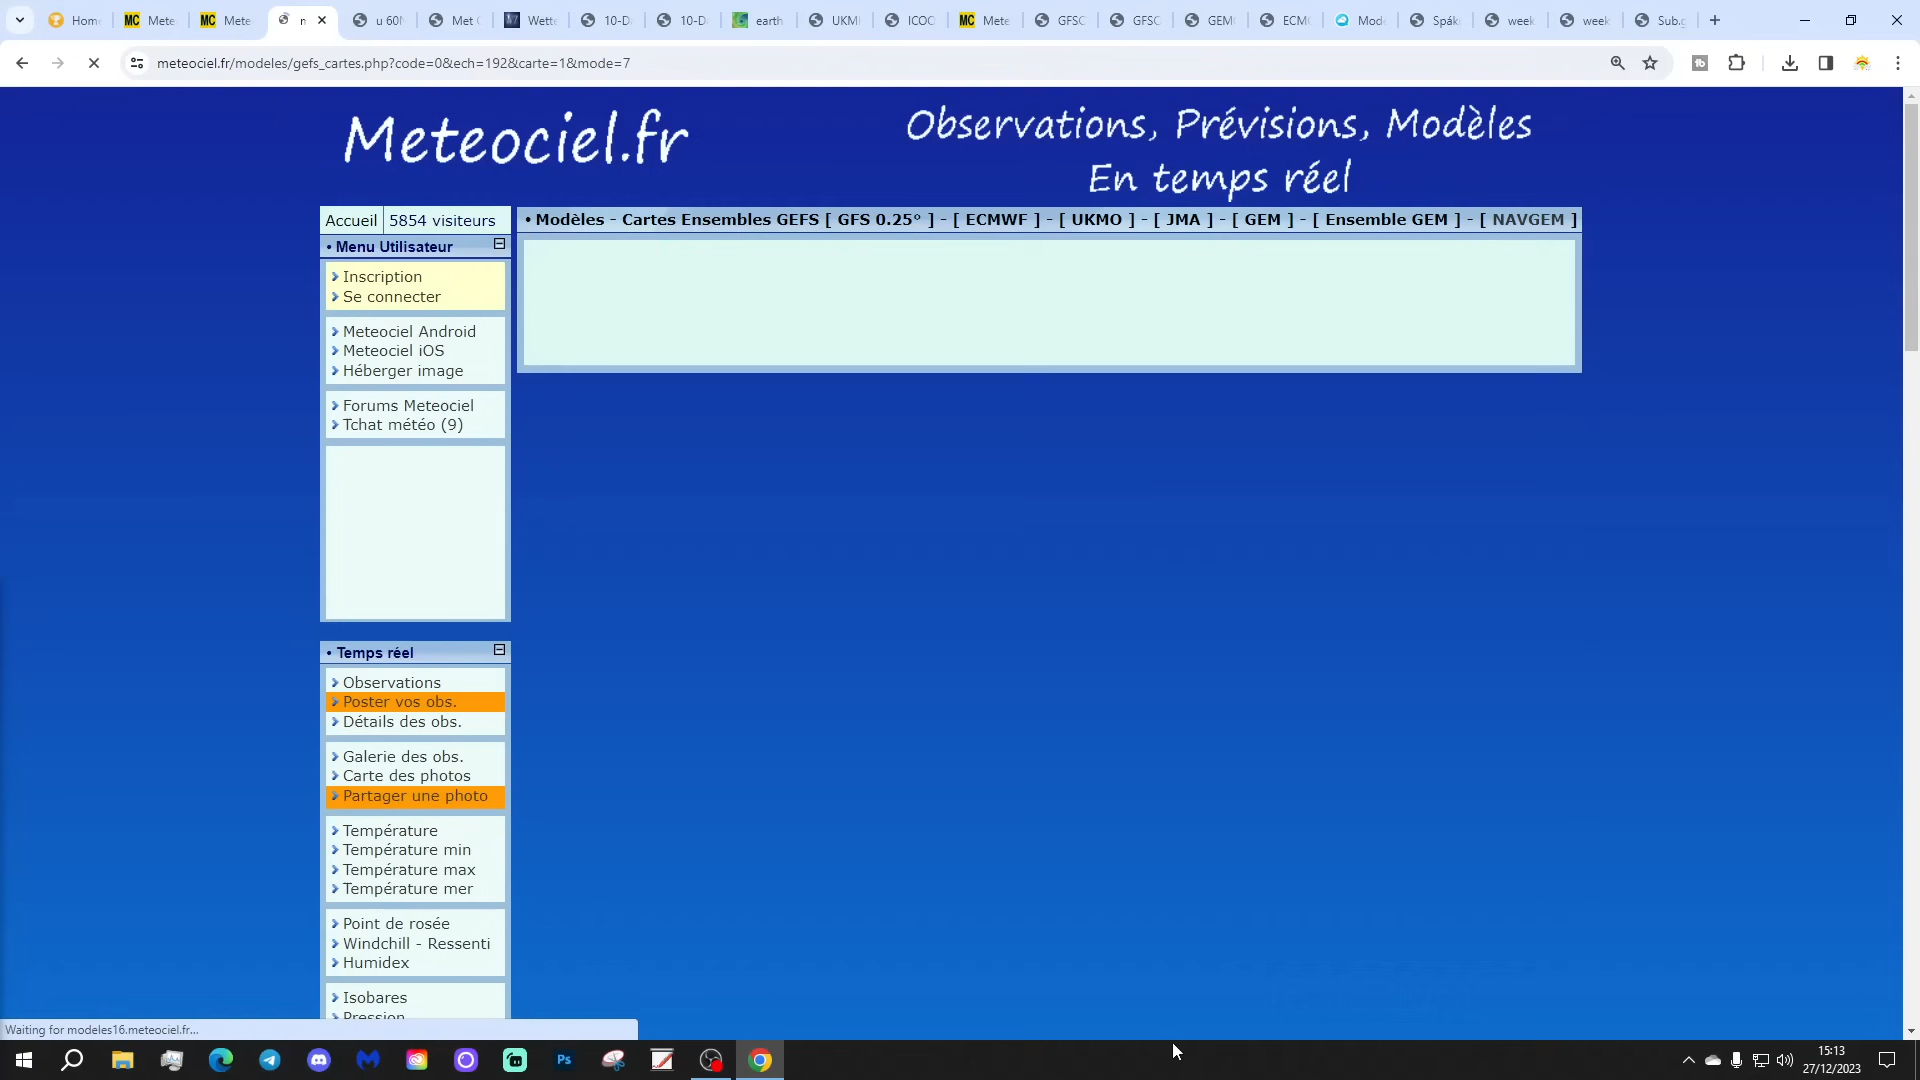 Home
Mete
Mete
n
u 60N
Met
Wette
10-D
10-D
earth
UKM
ICOC
Mete
GFSC
GFSC
GEM
ECM
Mod
Spák
week
week
Sub.
meteociel.fr/modeles/gefs_cartes.php?code=0&ech=192&carte=1&mode=7
Meteociel.fr
Observations, Prévisions, Modèles
En temps réel
Accueil
5854 visiteurs
• Modèles - Cartes Ensembles GEFS [ GFS 0.25° ] - [ ECMWF ] - [ UKMO ] - [ JMA ] - [ GEM ] - [ Ensemble GEM ] - [ NAVGEM ]
• Menu Utilisateur
Inscription
Se connecter
Meteociel Android
Meteociel iOS
Héberger image
Forums Meteociel
Tchat météo (9)
• Temps réel
Observations
Poster vos obs.
Détails des obs.
Galerie des obs.
Carte des photos
Partager une photo
Température
Température min
Température max
Température mer
Point de rosée
Windchill - Ressenti
Humidex
Isobares
Pression
Waiting for modeles16.meteociel.fr...
Ps
15:13
27/12/2023